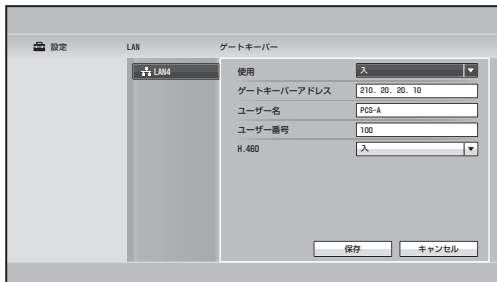 設定 LAN ゲートキーパー
LAN4
使用 入
ゲートキーパーアドレス 210. 20. 20. 10
ユーザー名 PCS-A
ユーザー番号 100
H.460 入
保存 キャンセル